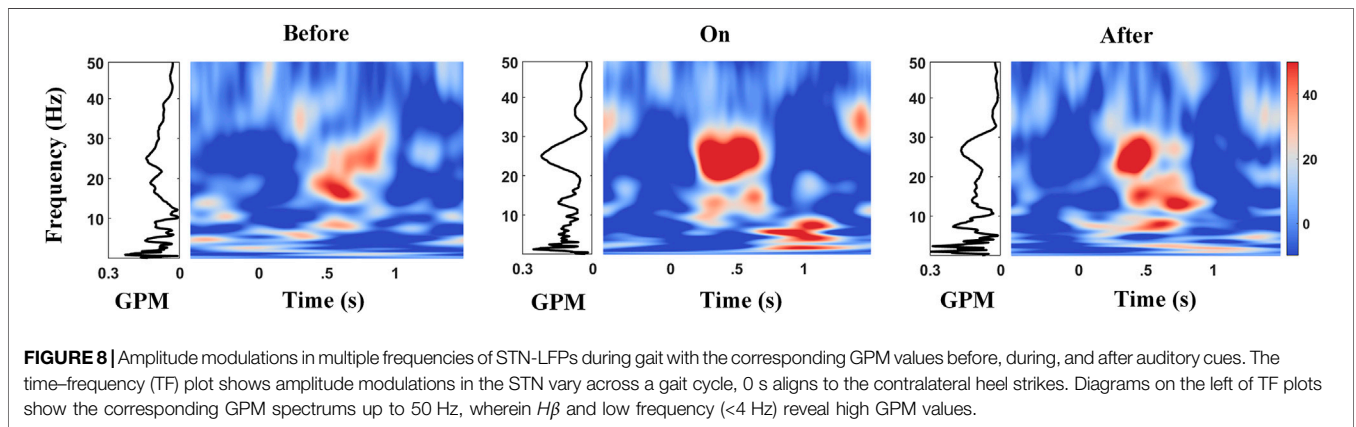 Before
On
After
Frequency (Hz)
50
40
30
20
10
0.3 0
GPM
0 .5 1
Time (s)
50
40
30
20
10
0.3 0
GPM
0 .5 1
Time (s)
50
40
30
20
10
0.3 0
GPM
0 .5 1
Time (s)
40
20
0
FIGURE 8 | Amplitude modulations in multiple frequencies of STN-LFPs during gait with the corresponding GPM values before, during, and after auditory cues. The
time–frequency (TF) plot shows amplitude modulations in the STN vary across a gait cycle, 0 s aligns to the contralateral heel strikes. Diagrams on the left of TF plots
show the corresponding GPM spectrums up to 50 Hz, wherein Hβ and low frequency (<4 Hz) reveal high GPM values.